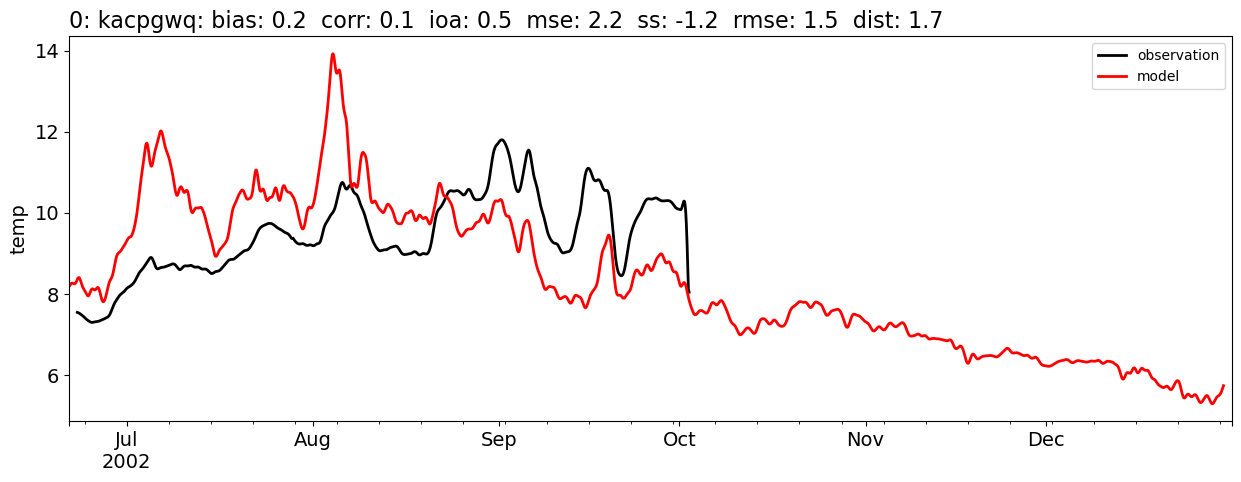 0: kacpgwq: bias: 0.2  corr: 0.1  ioa: 0.5  mse: 2.2  ss: -1.2  rmse: 1.5  dist: 1.7
observation
model
14
12
10
8
6
temp
Jul
2002
Aug
Sep
Oct
Nov
Dec